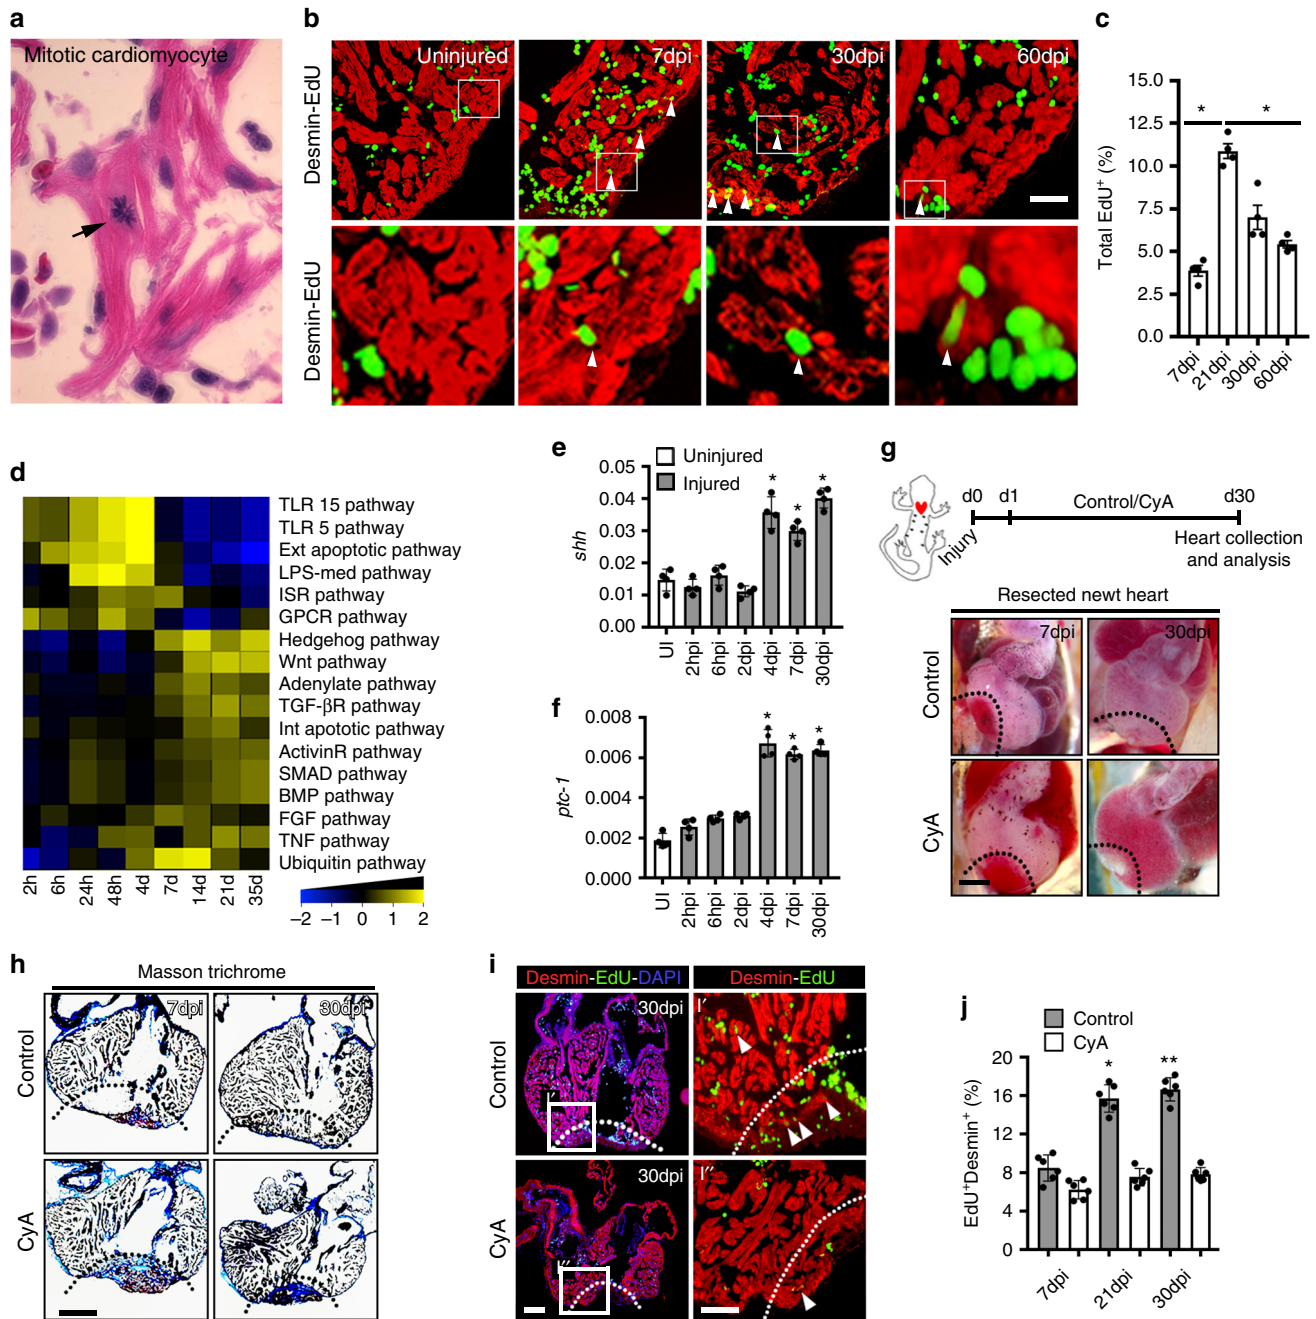 a
Mitotic cardiomyocyte
b
Uninjured
7dpi
30dpi
60dpi
Desmin-EdU
Desmin-EdU
c
Total EdU+ (%)
15.0
12.5
10.0
7.5
5.0
2.5
0.0
* *
7dpi
21dpi
30dpi
60dpi
d
TLR 15 pathway
TLR 5 pathway
Ext apoptotic pathway
LPS-med pathway
ISR pathway
GPCR pathway
Hedgehog pathway
Wnt pathway
Adenylate pathway
TGF-βR pathway
Int apototic pathway
ActivinR pathway
SMAD pathway
BMP pathway
FGF pathway
TNF pathway
Ubiquitin pathway
2h 6h 24h 48h 4d 7d 14d 21d 35d
−2 −1 0 1 2
e
Uninjured
Injured
shh
0.05
0.04
0.03
0.02
0.01
0.00
* * *
UI 2hpi 6hpi 2dpi 4dpi 7dpi 30dpi
f
ptc-1
0.008
0.006
0.004
0.002
0.000
* * *
UI 2hpi 6hpi 2dpi 4dpi 7dpi 30dpi
g
d0 d1 Control/CyA d30
Injury
Heart collection
and analysis
Resected newt heart
7dpi 30dpi
Control
CyA
h
Masson trichrome
7dpi 30dpi
Control
CyA
i
Desmin-EdU-DAPI Desmin-EdU
30dpi
I′
I′
Control
30dpi
I″
I″
CyA
j
Control
CyA
EdU+Desmin+ (%)
20
16
12
8
4
0
* **
7dpi
21dpi
30dpi